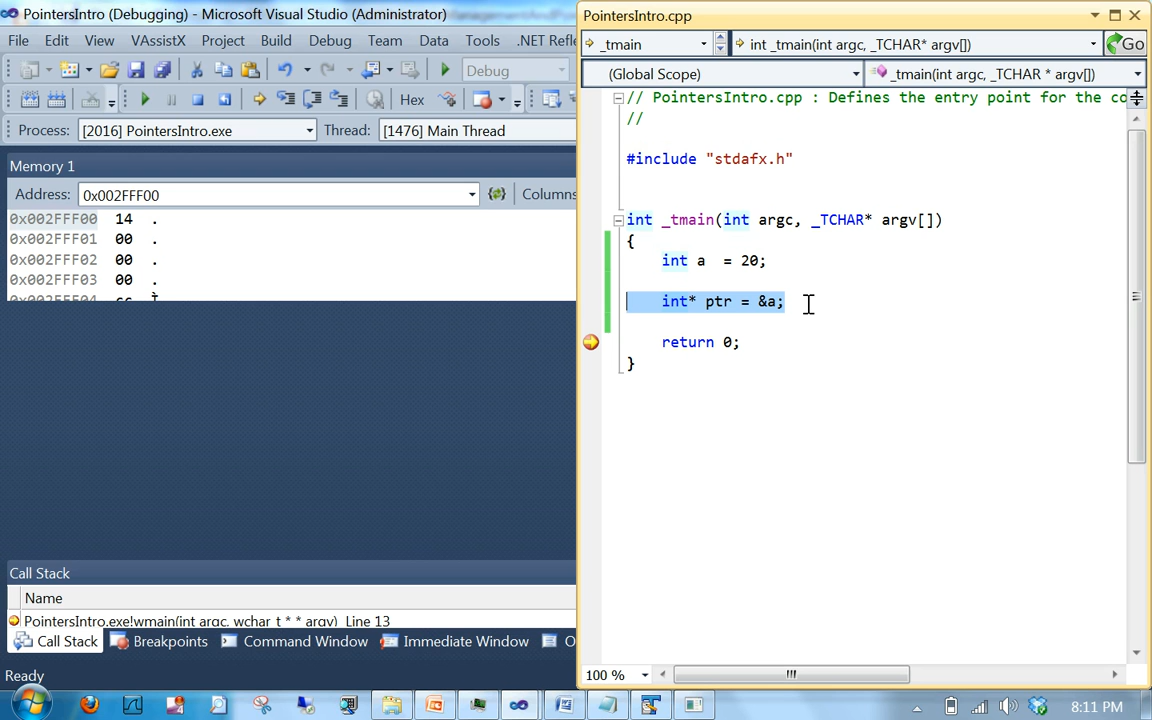 PointersIntro (Debugging) - Microsoft Visual Studio (Administrator)
File Edit View VAssistX Project Build Debug Team Data Tools .NET Refle
Debug
Hex
Process: [2016] PointersIntro.exe Thread: [1476] Main Thread
Memory 1
Address: 0x002FFF00 Columns
0x002FFF00 14 .
0x002FFF01 00 .
0x002FFF02 00 .
0x002FFF03 00 .
0x002FFF04 cc Ì
Call Stack
Name
PointersIntro.exe!wmain(int argc, wchar_t * * argv) Line 13
Call Stack Breakpoints Command Window Immediate Window O
Ready
PointersIntro.cpp
_tmain int _tmain(int argc, _TCHAR* argv[]) Go
(Global Scope) _tmain(int argc, _TCHAR * argv[])
// PointersIntro.cpp : Defines the entry point for the co
//
#include "stdafx.h"
int _tmain(int argc, _TCHAR* argv[])
{
int a = 20;
int* ptr = &a;
return 0;
}
100 %
8:11 PM